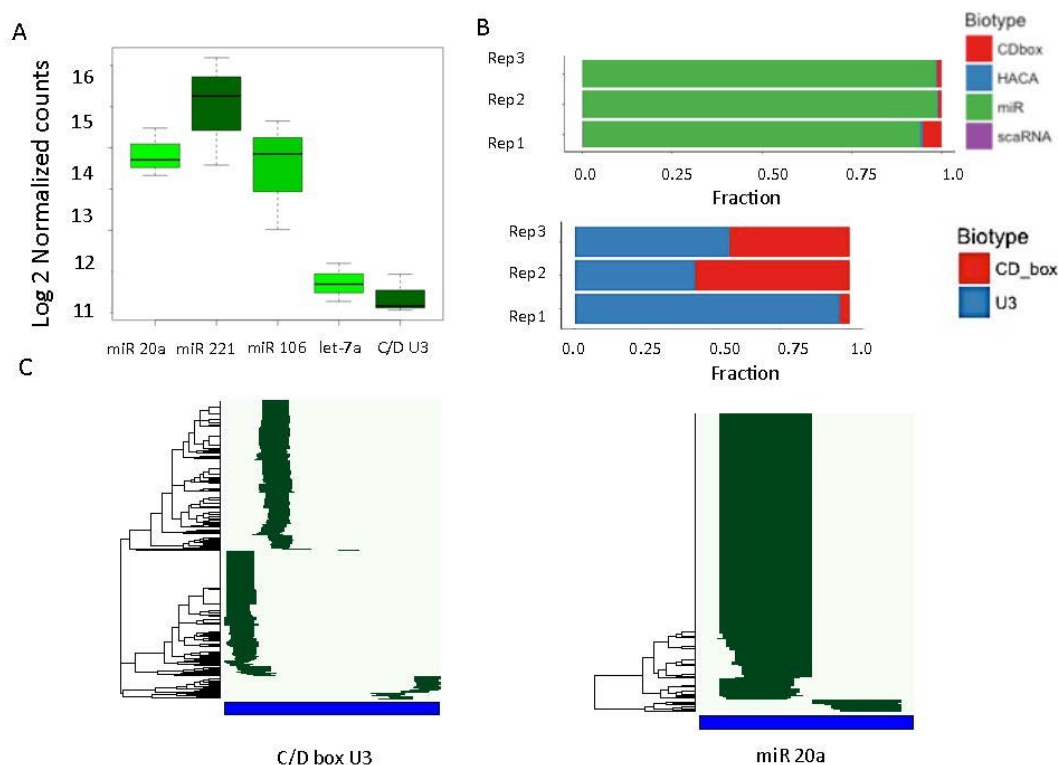 A
Log 2 Normalized counts
16
15
14
13
12
11
miR 20a miR 221 miR 106 let-7a C/D U3
B
Rep3
Rep2
Rep1
0.0 0.25 0.50 0.75 1.0
Fraction
Biotype
CDbox
HACA
miR
scaRNA
Rep3
Rep2
Rep1
0.0 0.25 0.50 0.75 1.0
Fraction
Biotype
CD_box
U3
C
C/D box U3
miR 20a